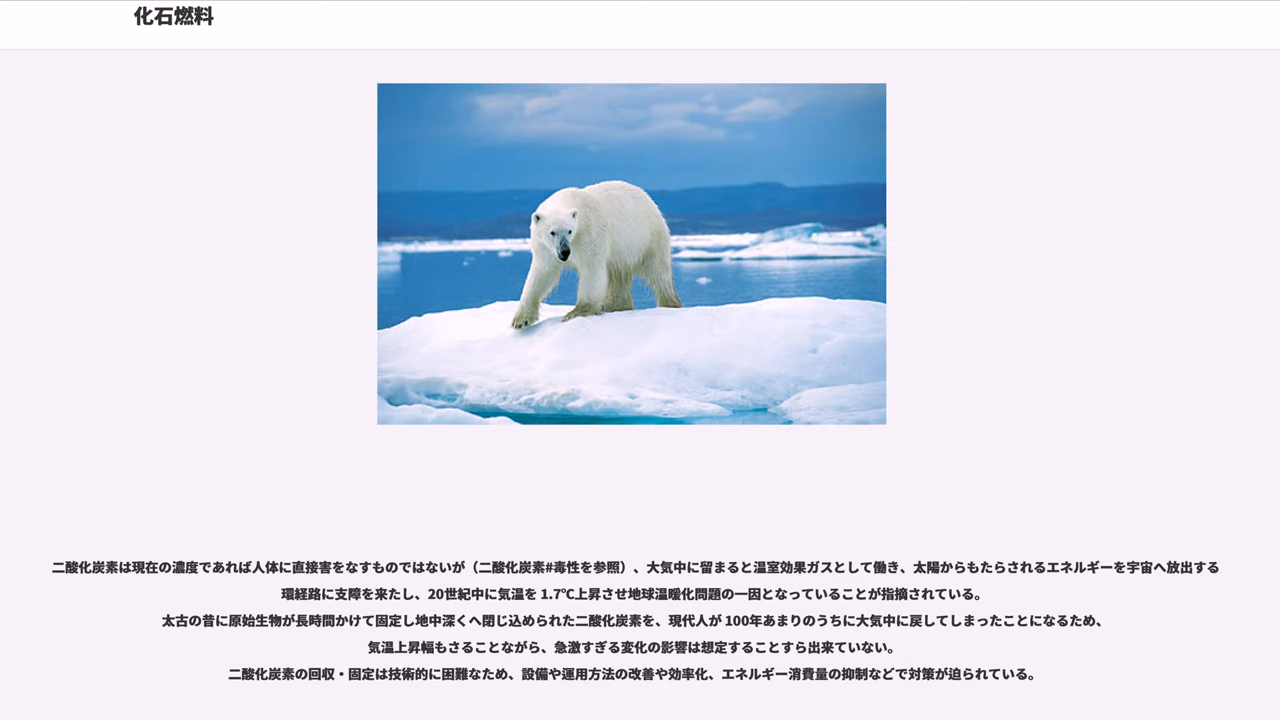 化石燃料
二酸化炭素は現在の濃度であれば人体に直接害をなすものではないが（二酸化炭素#毒性を参照）、大気中に留まると温室効果ガスとして働き、太陽からもたらされるエネルギーを宇宙へ放出する
環経路に支障を来たし、20世紀中に気温を 1.7℃上昇させ地球温暖化問題の一因となっていることが指摘されている。
太古の昔に原始生物が長時間かけて固定し地中深くへ閉じ込められた二酸化炭素を、現代人が 100年あまりのうちに大気中に戻してしまったことになるため、
気温上昇幅もさることながら、急激すぎる変化の影響は想定することすら出来ていない。
二酸化炭素の回収・固定は技術的に困難なため、設備や運用方法の改善や効率化、エネルギー消費量の抑制などで対策が迫られている。